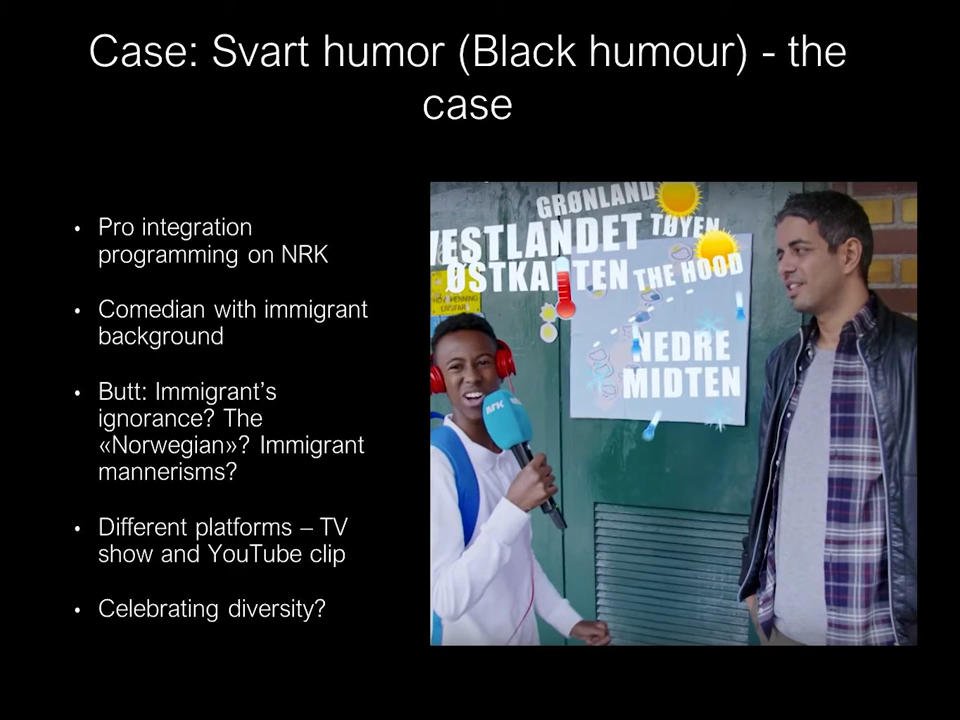 Case: Svart humor (Black humour) - the
case
• Pro integration
programming on NRK
• Comedian with immigrant
background
• Butt: Immigrant’s
ignorance? The
«Norwegian»? Immigrant
mannerisms?
• Different platforms – TV
show and YouTube clip
• Celebrating diversity?
GRØNLAND
VESTLANDET TØYEN
ØSTKANTEN THE HOOD
NEDRE
MIDTEN
NRK